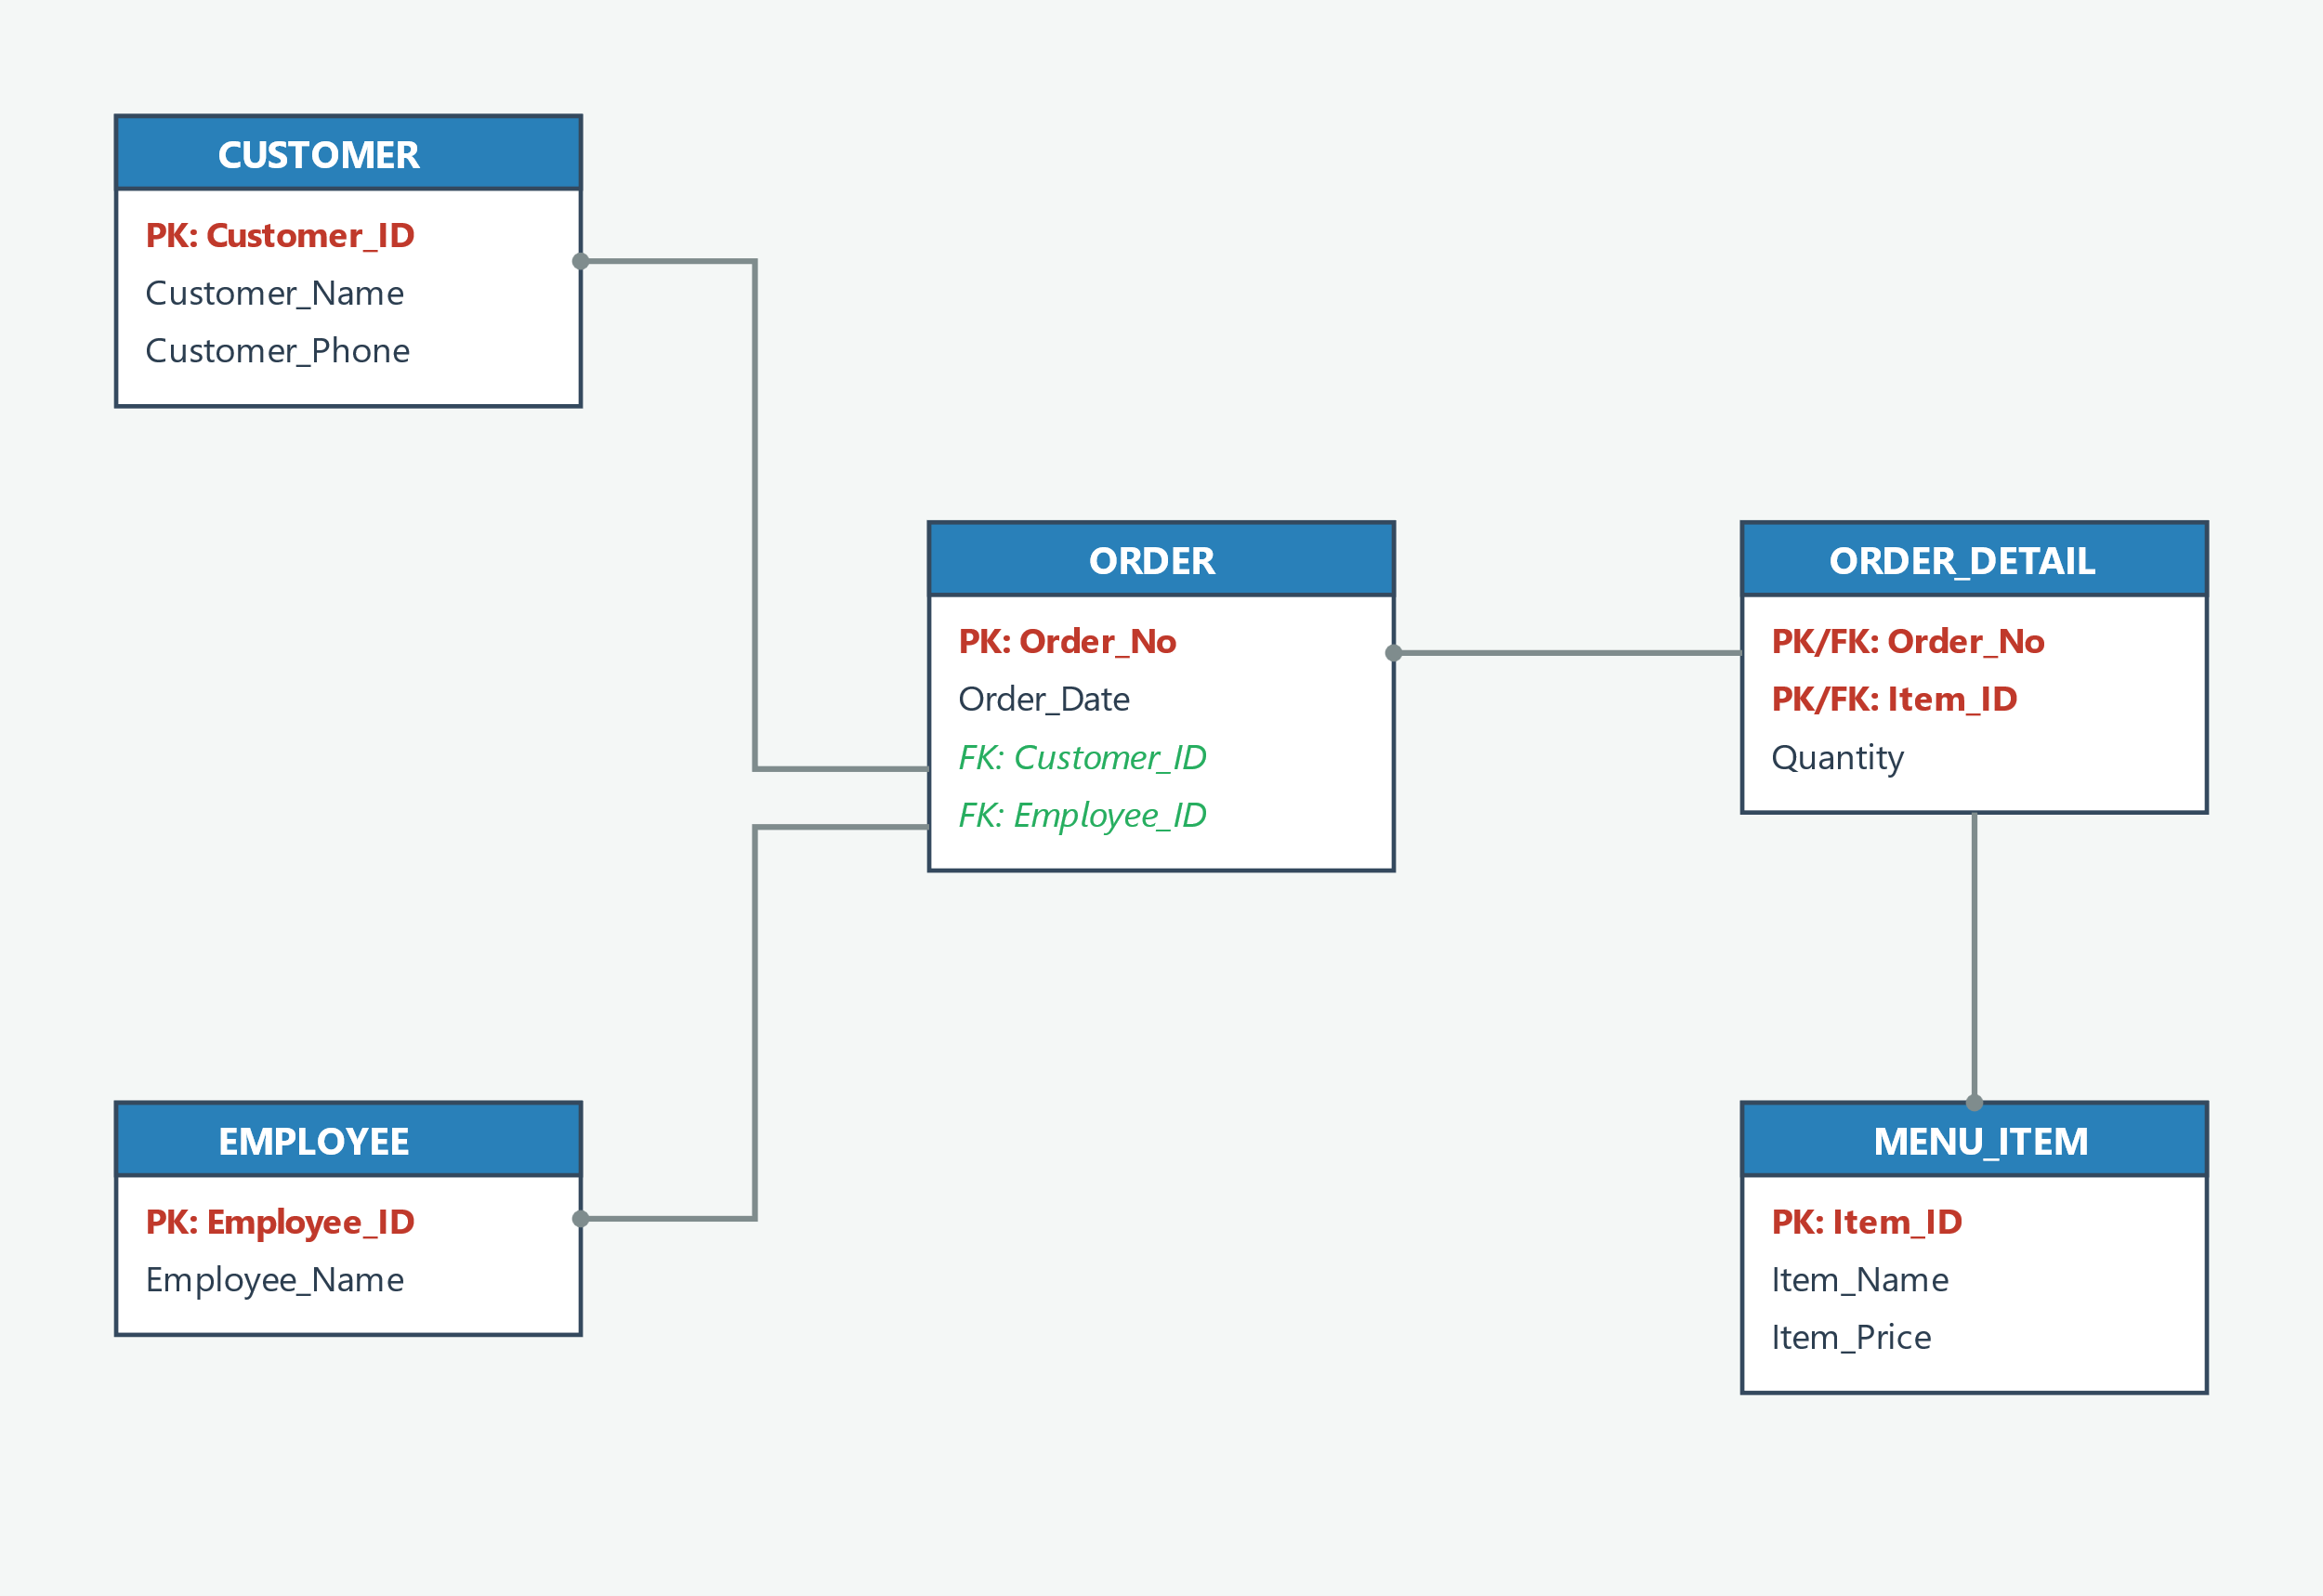 CUSTOMER
PK: Customer_ID
Customer_Name
Customer_Phone
ORDER
PK: Order_No
Order_Date
FK: Customer_ID
FK: Employee_ID
ORDER_DETAIL
PK/FK: Order_No
PK/FK: Item_ID
Quantity
EMPLOYEE
PK: Employee_ID
Employee_Name
MENU_ITEM
PK: Item_ID
Item_Name
Item_Price